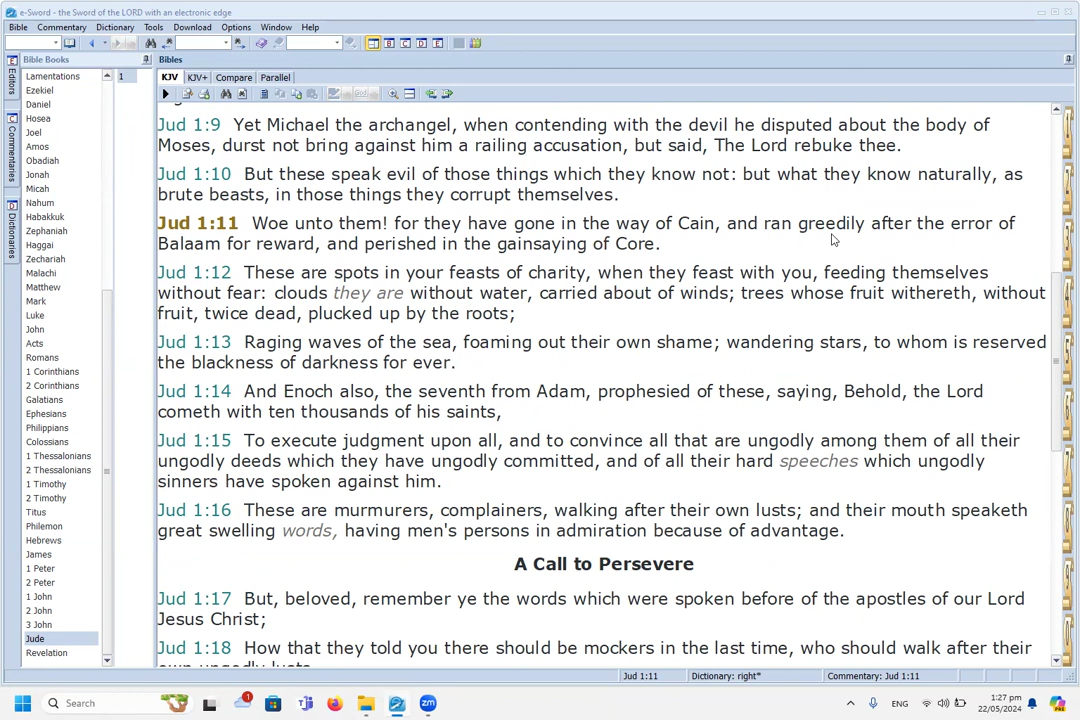 e-Sword - the Sword of the LORD with an electronic edge
Bible Commentary Dictionary Tools Download Options Window Help
B C D E
Bible Books
Bibles
Editors
Commentaries
Dictionaries
Lamentations
Ezekiel
Daniel
Hosea
Joel
Amos
Obadiah
Jonah
Micah
Nahum
Habakkuk
Zephaniah
Haggai
Zechariah
Malachi
Matthew
Mark
Luke
John
Acts
Romans
1 Corinthians
2 Corinthians
Galatians
Ephesians
Philippians
Colossians
1 Thessalonians
2 Thessalonians
1 Timothy
2 Timothy
Titus
Philemon
Hebrews
James
1 Peter
2 Peter
1 John
2 John
3 John
Jude
Revelation
1
KJV KJV+ Compare Parallel
Jud 1:9 Yet Michael the archangel, when contending with the devil he disputed about the body of
Moses, durst not bring against him a railing accusation, but said, The Lord rebuke thee.
Jud 1:10 But these speak evil of those things which they know not: but what they know naturally, as
brute beasts, in those things they corrupt themselves.
Jud 1:11 Woe unto them! for they have gone in the way of Cain, and ran greedily after the error of
Balaam for reward, and perished in the gainsaying of Core.
Jud 1:12 These are spots in your feasts of charity, when they feast with you, feeding themselves
without fear: clouds they are without water, carried about of winds; trees whose fruit withereth, without
fruit, twice dead, plucked up by the roots;
Jud 1:13 Raging waves of the sea, foaming out their own shame; wandering stars, to whom is reserved
the blackness of darkness for ever.
Jud 1:14 And Enoch also, the seventh from Adam, prophesied of these, saying, Behold, the Lord
cometh with ten thousands of his saints,
Jud 1:15 To execute judgment upon all, and to convince all that are ungodly among them of all their
ungodly deeds which they have ungodly committed, and of all their hard speeches which ungodly
sinners have spoken against him.
Jud 1:16 These are murmurers, complainers, walking after their own lusts; and their mouth speaketh
great swelling words, having men's persons in admiration because of advantage.
A Call to Persevere
Jud 1:17 But, beloved, remember ye the words which were spoken before of the apostles of our Lord
Jesus Christ;
Jud 1:18 How that they told you there should be mockers in the last time, who should walk after their
own ungodly lusts
Jud 1:11 Dictionary: right* Commentary: Jud 1:11
Search
1
zm
ENG
1:27 pm
22/05/2024
PRE